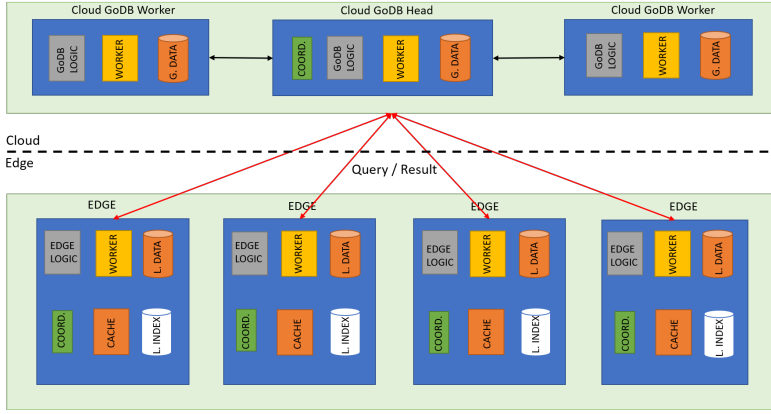 Cloud GoDB Worker
Cloud GoDB Head
Cloud GoDB Worker
GoDB
LOGIC
WORKER
G. DATA
COORD.
GoDB
LOGIC
WORKER
G. DATA
GoDB
LOGIC
WORKER
G. DATA
Cloud
Edge
Query / Result
EDGE
EDGE
EDGE
EDGE
EDGE
LOGIC
WORKER
L. DATA
EDGE
LOGIC
WORKER
L. DATA
EDGE
LOGIC
WORKER
L. DATA
EDGE
LOGIC
WORKER
L. DATA
COORD.
CACHE
L. INDEX
COORD.
CACHE
L. INDEX
COORD.
CACHE
L. INDEX
COORD.
CACHE
L. INDEX